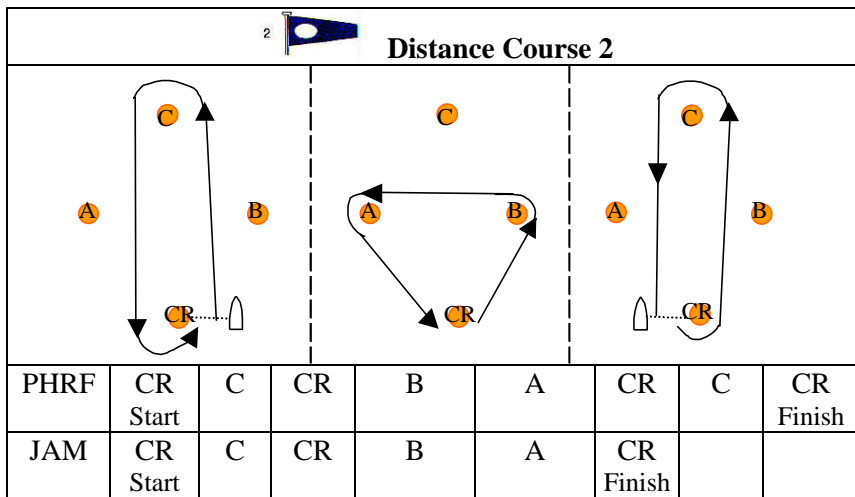 2
Distance Course 2
C C C
A B A B A B
CR CR CR
PHRF CR Start C CR B A CR C CR Finish
JAM CR Start C CR B A CR Finish